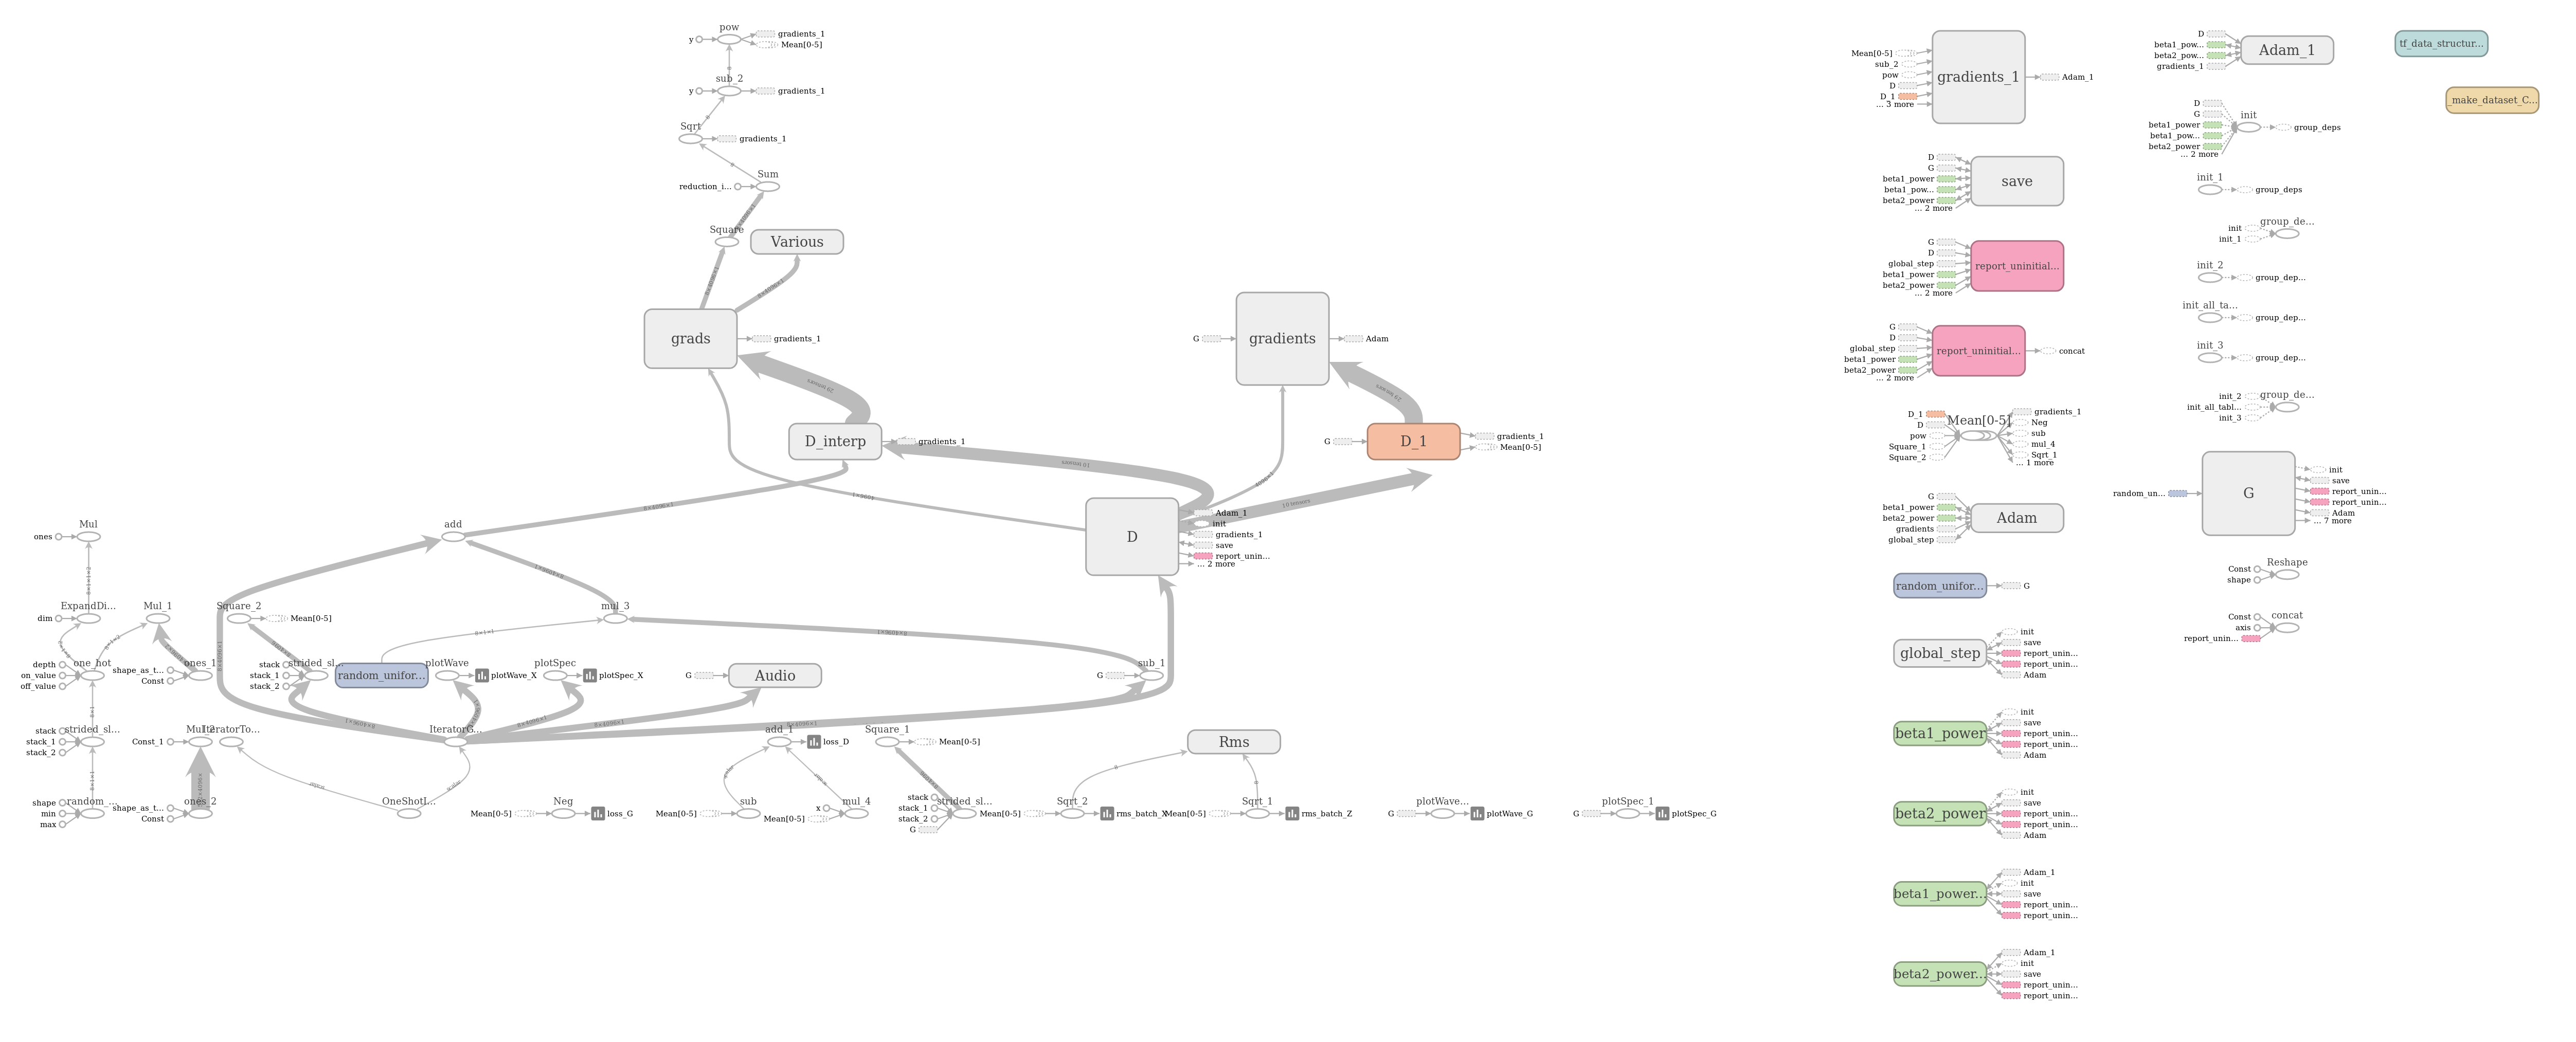 pow
y
gradients_1
Mean[0-5]
sub_2
y
gradients_1
Sqrt
gradients_1
Sum
reduction_i...
Square
Various
grads
gradients_1
29 tensors
D_interp
gradients_1
10 tensors
gradients
G
Adam
24 tensors
D_1
G
gradients_1
Mean[0-5]
10 tensors
D
Adam_1
init
gradients_1
save
report_unin...
... 2 more
Mul
ones
add
ExpandDi...
dim
Mul_1
Square_2
Mean[0-5]
mul_3
one_hot
depth
on_value
off_value
ones_1
shape_as_t...
Const
strided_sl...
stack
stack_1
stack_2
random_unifor...
plotWave
plotWave_X
plotSpec
plotSpec_X
Audio
G
sub_1
G
strided_sl...
stack
stack_1
stack_2
Mul_2
Const_1
IteratorTo...
IteratorG...
add_1
loss_D
Square_1
Mean[0-5]
Rms
random_...
shape
min
max
ones_2
shape_as_t...
Const
OneShotI...
Neg
Mean[0-5]
loss_G
sub
Mean[0-5]
mul_4
x
Mean[0-5]
strided_sl...
stack
stack_1
stack_2
G
Sqrt_2
Mean[0-5]
rms_batch_X
Sqrt_1
Mean[0-5]
rms_batch_Z
plotWave...
G
plotWave_G
plotSpec_1
G
plotSpec_G
gradients_1
Mean[0-5]
sub_2
pow
D
D_1
... 3 more
Adam_1
save
D
G
beta1_power
beta1_pow...
beta2_power
... 2 more
report_uninitial...
G
D
global_step
beta1_power
beta2_power
... 2 more
report_uninitial...
G
D
global_step
beta1_power
beta2_power
... 2 more
concat
Mean[0-5]
D_1
D
pow
Square_1
Square_2
gradients_1
Neg
sub
mul_4
Sqrt_1
... 1 more
Adam
G
beta1_power
beta2_power
gradients
global_step
random_unifor...
G
global_step
init
save
report_unin...
report_unin...
Adam
beta1_power
init
save
report_unin...
report_unin...
Adam
beta2_power
init
save
report_unin...
report_unin...
Adam
beta1_power...
Adam_1
init
save
report_unin...
report_unin...
beta2_power...
Adam_1
init
save
report_unin...
report_unin...
Adam_1
D
beta1_pow...
beta2_pow...
gradients_1
init
D
G
beta1_power
beta1_pow...
beta2_power
... 2 more
group_deps
init_1
group_deps
group_de...
init
init_1
init_2
group_dep...
init_all_ta...
group_dep...
init_3
group_dep...
group_de...
init_2
init_all_tabl...
init_3
G
random_un...
init
save
report_unin...
report_unin...
Adam
... 7 more
Reshape
Const
shape
concat
Const
axis
report_unin...
tf_data_structur...
_make_dataset_C...